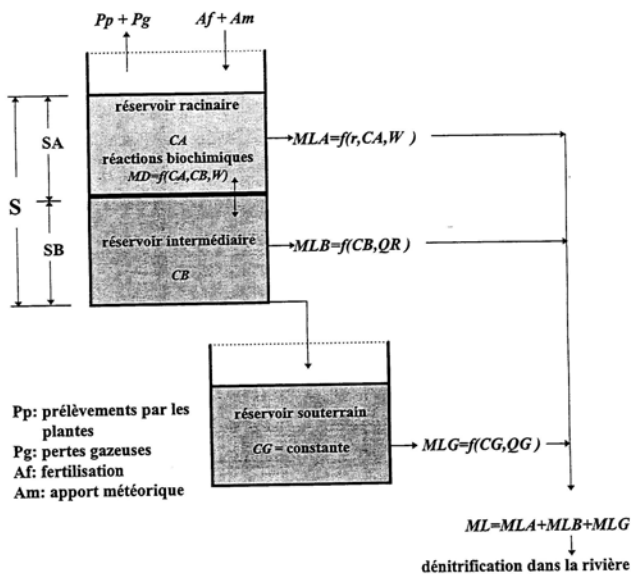 Pp + Pg
Af + Am
réservoir racinaire
SA
CA
réactions biochimiques
MD=f(CA,CB,W)
MLA=f(r,CA,W )
S
SB
réservoir intermédiaire
MLB=f(CB,QR)
CB
réservoir souterrain
CG = constante
MLG=f(CG,QG )
Pp: prélèvements par les
plantes
Pg: pertes gazeuses
Af: fertilisation
Am: apport météorique
ML=MLA+MLB+MLG
dénitrification dans la rivière